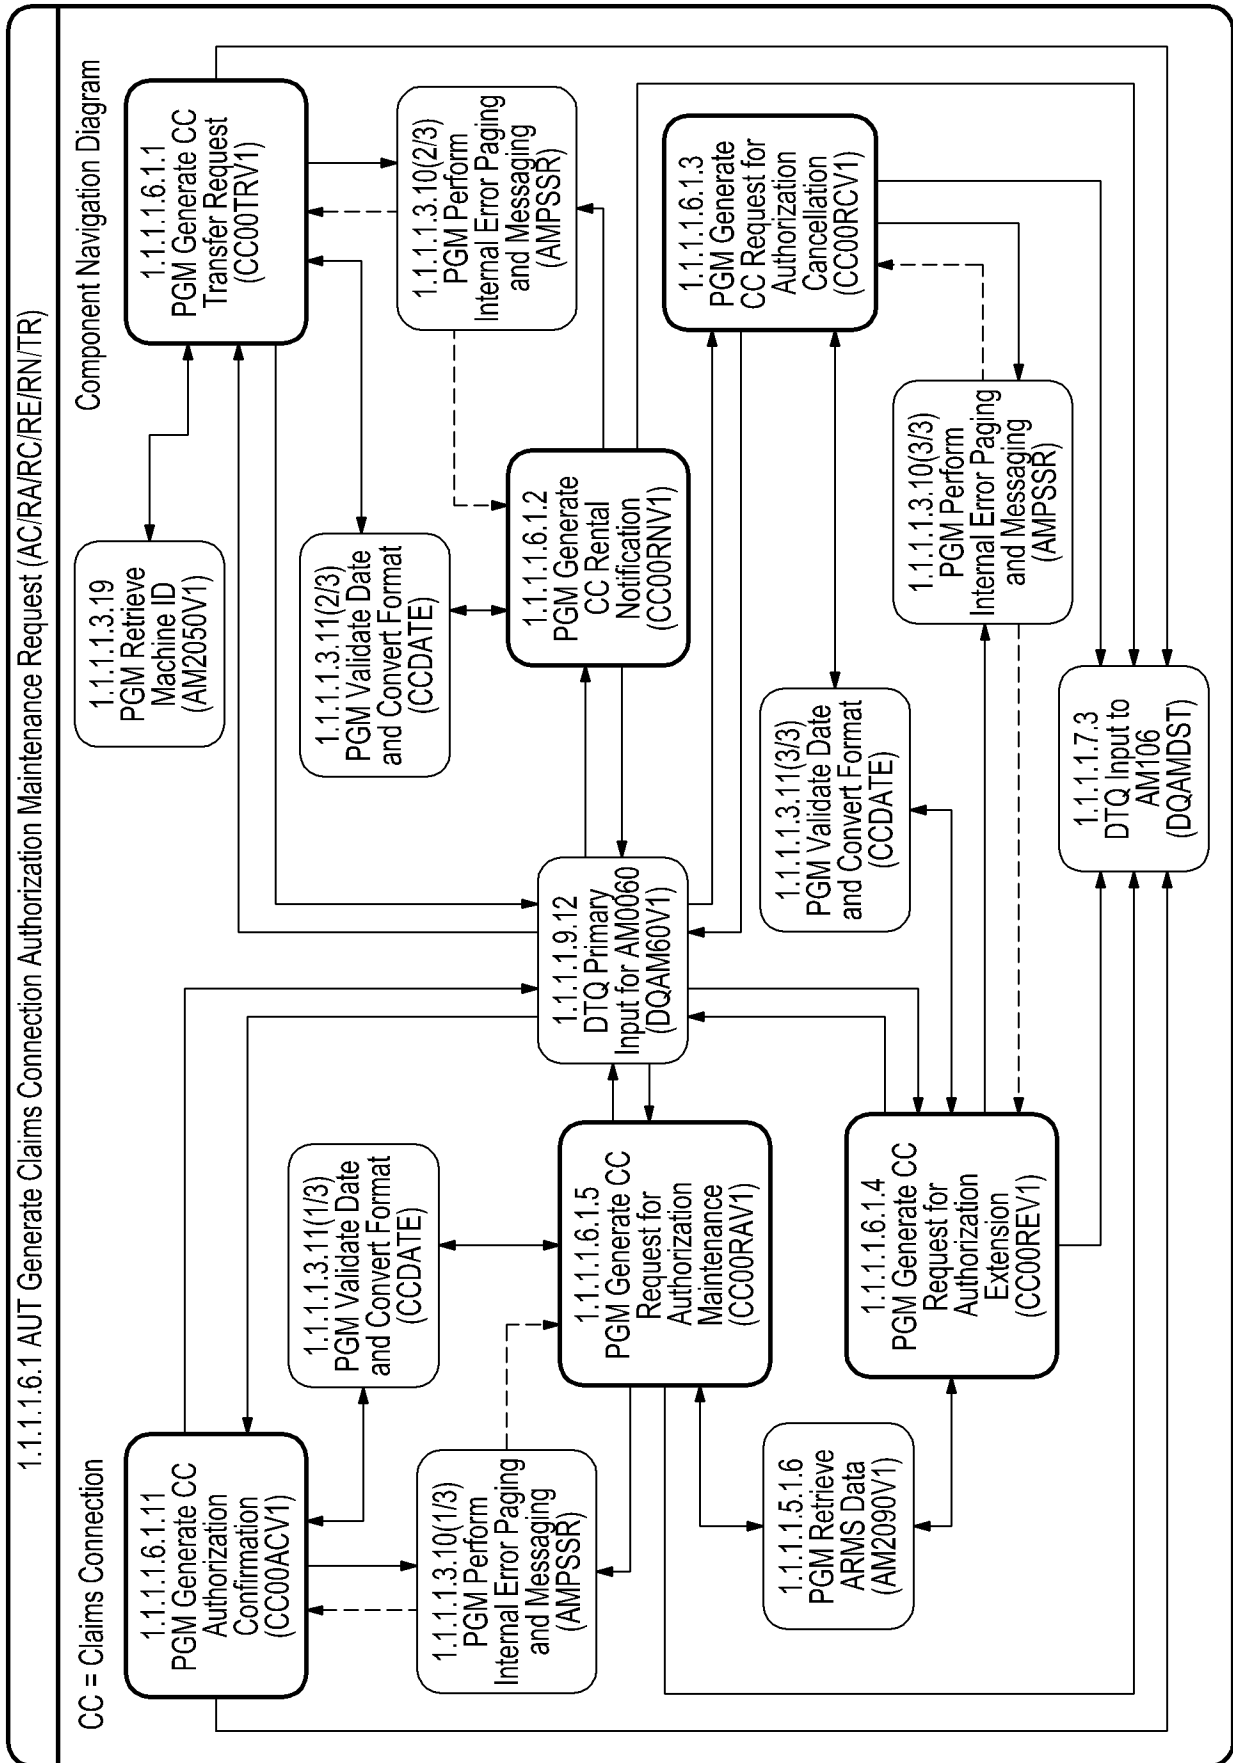 1.1.1.1.6.1 AUT Generate Claims Connection Authorization Maintenance Request (AC/RA/RC/RE/RN/TR)
CC = Claims Connection
Component Navigation Diagram
1.1.1.1.6.1.11
PGM Generate CC
Authorization
Confirmation
(CC00ACV1)
1.1.1.1.3.19
PGM Retrieve
Machine ID
(AM2050V1)
1.1.1.1.6.1.1
PGM Generate CC
Transfer Request
(CC00TRV1)
1.1.1.1.3.11(1/3)
PGM Validate Date
and Convert Format
(CCDATE)
1.1.1.1.3.11(2/3)
PGM Validate Date
and Convert Format
(CCDATE)
1.1.1.1.3.10(1/3)
PGM Perform
Internal Error Paging
and Messaging
(AMPSSR)
1.1.1.1.3.10(2/3)
PGM Perform
Internal Error Paging
and Messaging
(AMPSSR)
1.1.1.1.6.1.5
PGM Generate CC
Request for
Authorization
Maintenance
(CC00RAV1)
1.1.1.1.9.12
DTQ Primary
Input for AM0060
(DQAM60V1)
1.1.1.1.6.1.2
PGM Generate
CC Rental
Notification
(CC00RNV1)
1.1.1.1.6.1.3
PGM Generate
CC Request for
Authorization
Cancellation
(CC00RCV1)
1.1.1.1.5.1.6
PGM Retrieve
ARMS Data
(AM2090V1)
1.1.1.1.3.11(3/3)
PGM Validate Date
and Convert Format
(CCDATE)
1.1.1.1.6.1.4
PGM Generate CC
Request for
Authorization
Extension
(CC00REV1)
1.1.1.1.3.10(3/3)
PGM Perform
Internal Error Paging
and Messaging
(AMPSSR)
1.1.1.1.7.3
DTQ Input to
AM106
(DQAMDST)